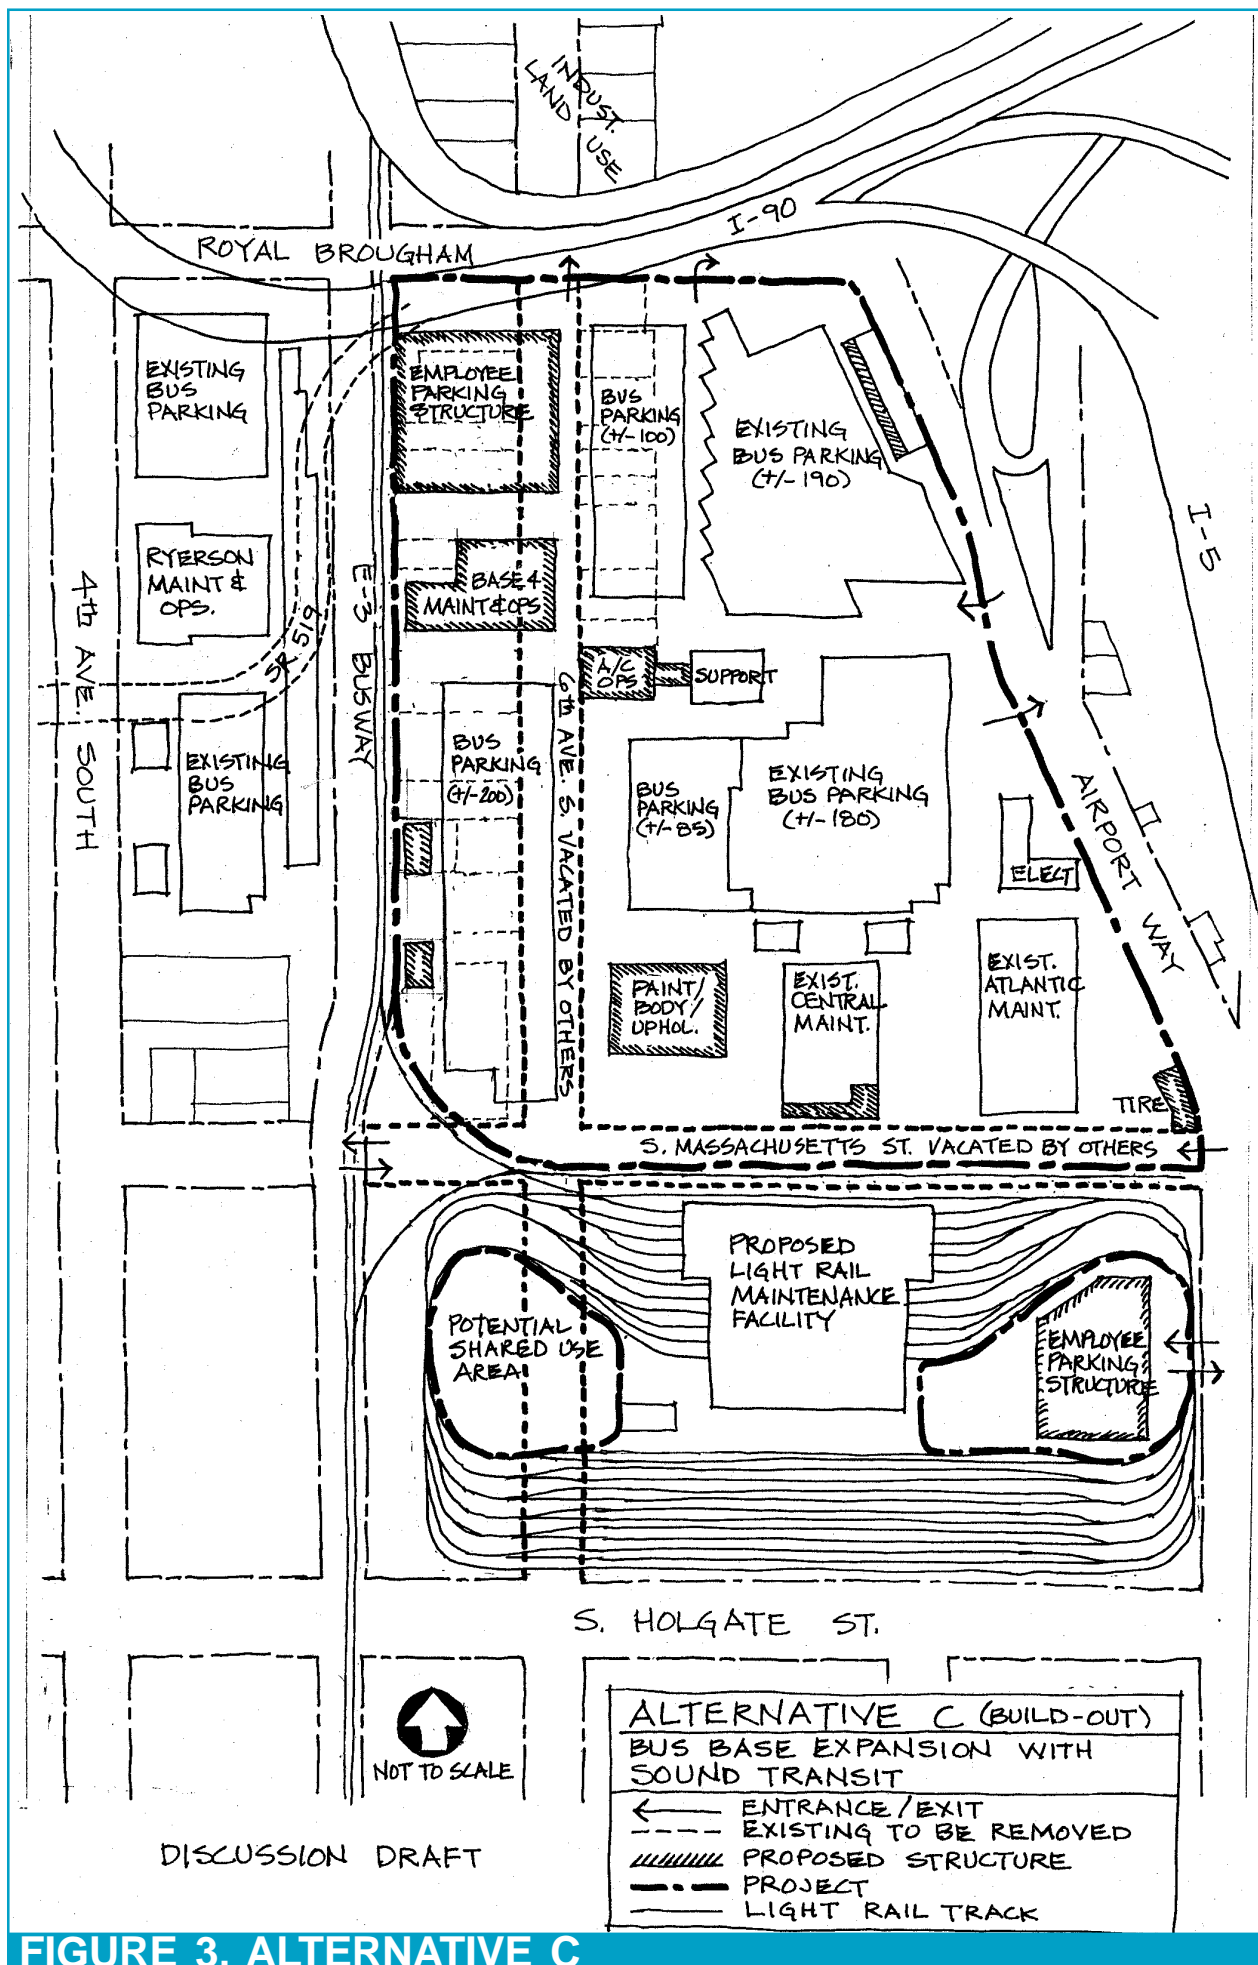 INDUST.
LAND USE
I-90
ROYAL BROUGHAM
EXISTING
BUS
PARKING
EMPLOYEE
PARKING
STRUCTURE
BUS
PARKING
(+/-100)
EXISTING
BUS PARKING
(+/-190)
I-5
RYERSON
MAINT &
OPS.
SR 519
E-3 BUSWAY
4th AVE. SOUTH
BASE 4
MAINT & OPS
A/C
OPS
SUPPORT
6th AVE. S. VACATED BY OTHERS
EXISTING
BUS
PARKING
BUS
PARKING
(+/-200)
BUS
PARKING
(+/-85)
EXISTING
BUS PARKING
(+/-180)
AIRPORT WAY
ELECT
PAINT/
BODY/
UPHOL.
EXIST.
CENTRAL
MAINT.
EXIST.
ATLANTIC
MAINT.
TIRE
S. MASSACHUSETTS ST. VACATED BY OTHERS
PROPOSED
LIGHT RAIL
MAINTENANCE
FACILITY
POTENTIAL
SHARED USE
AREA
EMPLOYEE
PARKING
STRUCTURE
S. HOLGATE ST.
NOT TO SCALE
DISCUSSION DRAFT
ALTERNATIVE C (BUILD-OUT)
BUS BASE EXPANSION WITH
SOUND TRANSIT
ENTRANCE/EXIT
EXISTING TO BE REMOVED
PROPOSED STRUCTURE
PROJECT
LIGHT RAIL TRACK
FIGURE 3. ALTERNATIVE C